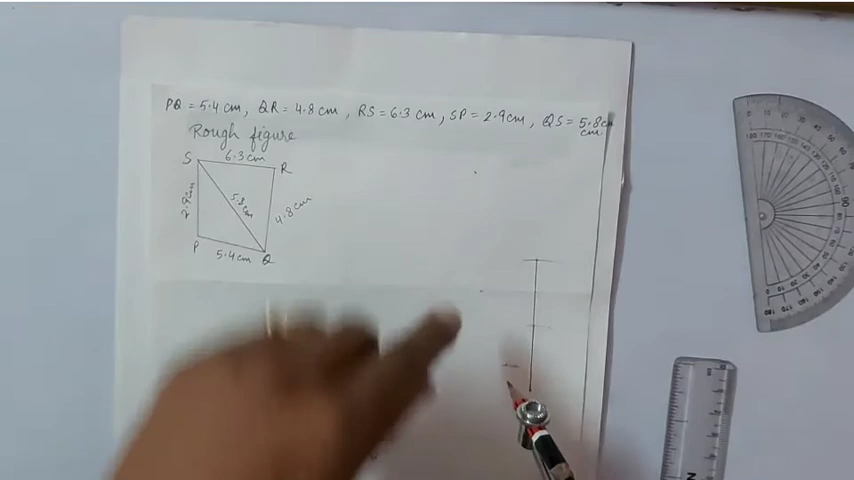 PQ = 5.4 cm, QR = 4.8 cm, RS = 6.3 cm, SP = 2.9 cm, QS = 5.8 cm
cm.
Rough figure
6.3 cm
S
R
5.8 cm
2.9 cm
4.8 cm
P
5.4 cm
Q